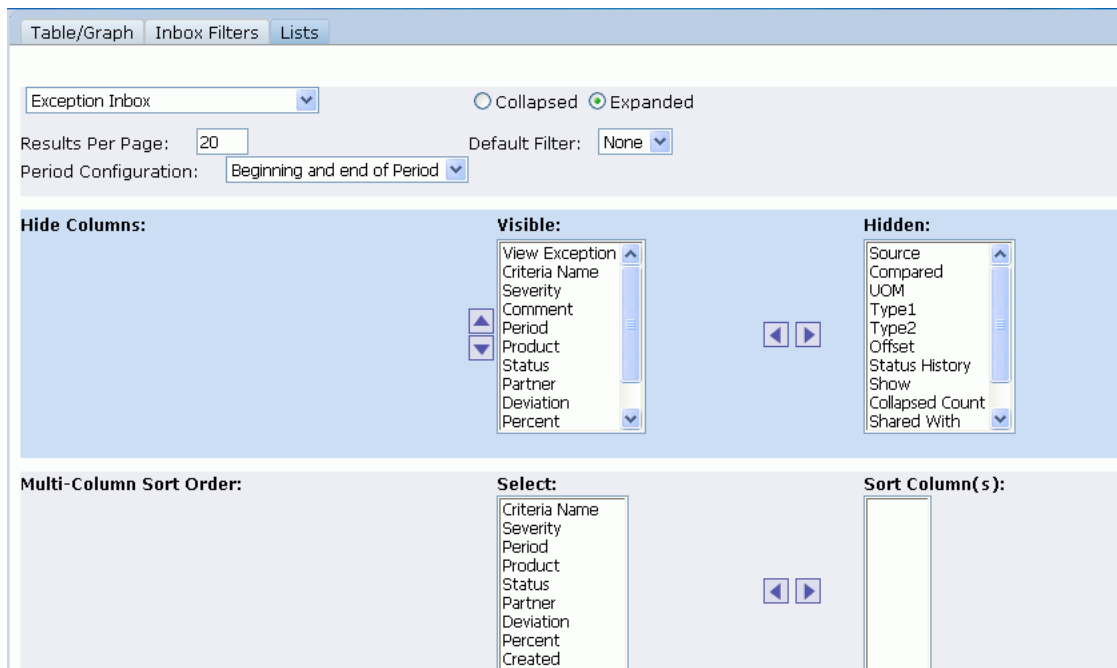 Table/Graph Inbox Filters Lists
Exception Inbox Collapsed Expanded
Results Per Page: 20 Default Filter: None
Period Configuration: Beginning and end of Period
Hide Columns: Visible: Hidden:
View Exception Source
Criteria Name Compared
Severity UOM
Comment Type1
Period Type2
Product Offset
Status Status History
Partner Show
Deviation Collapsed Count
Percent Shared With
Multi-Column Sort Order: Select: Sort Column(s):
Criteria Name
Severity
Period
Product
Status
Partner
Deviation
Percent
Created